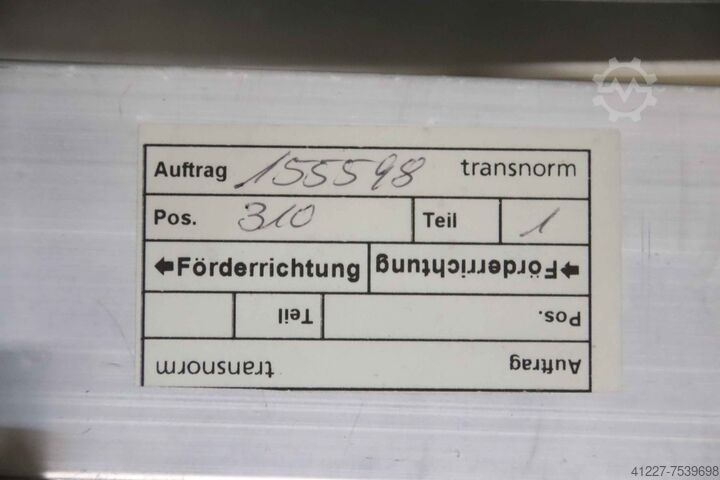 Auftrag 155598 transnorm
Pos. 310 Teil 1
←Förderrichtung ←Förderrichtung
Teil Pos.
transnorm Auftrag
41227-7539698